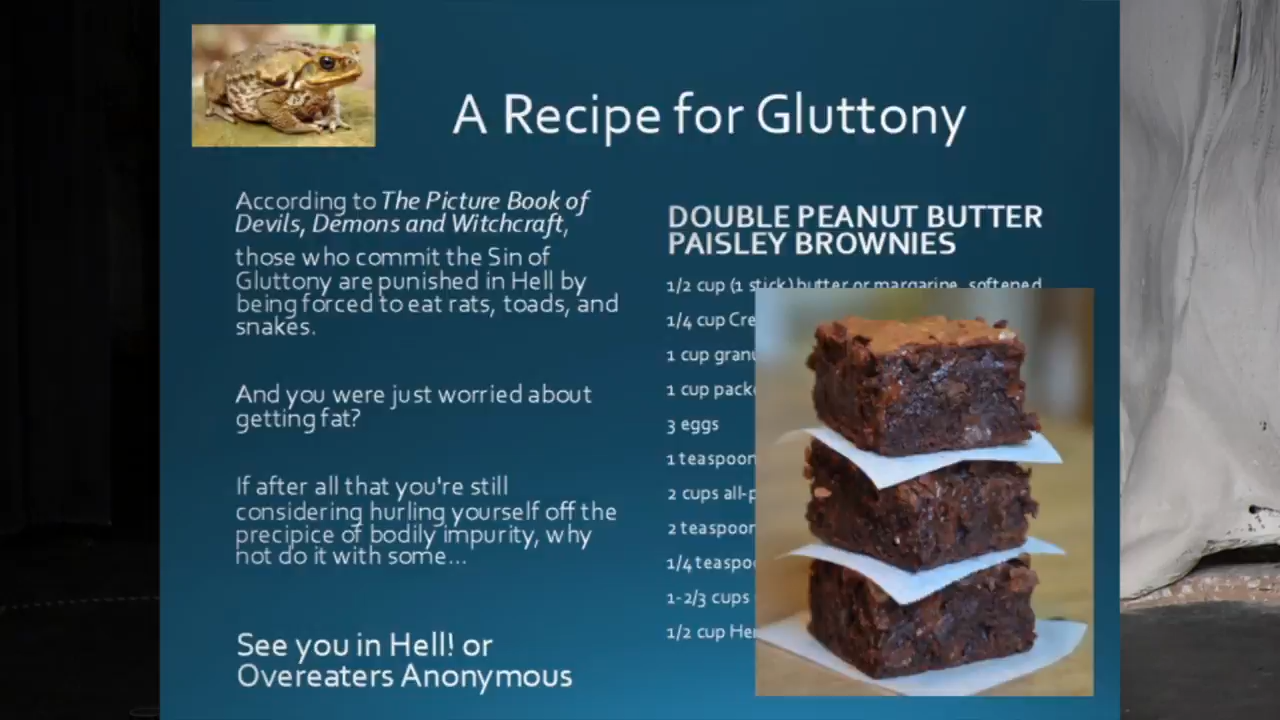 A Recipe for Gluttony
According to The Picture Book of
Devils, Demons and Witchcraft,
those who commit the Sin of
Gluttony are punished in Hell by
being forced to eat rats, toads, and
snakes.
And you were just worried about
getting fat?
If after all that you're still
considering hurling yourself off the
precipice of bodily impurity, why
not do it with some...
See you in Hell! or
Overeaters Anonymous
DOUBLE PEANUT BUTTER
PAISLEY BROWNIES
1/2 cup (1 stick) butter or margarine, softened
1/4 cup Cre
1 cup gran
1 cup pack
3 eggs
1 teaspoon
2 cups all-p
2 teaspoon
1/4 teaspo
1-2/3 cups
1/2 cup He